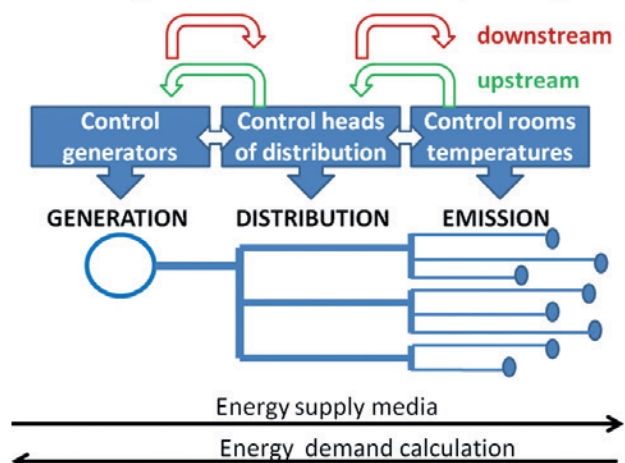 downstream
upstream
Control
generators
Control heads
of distribution
Control rooms
temperatures
GENERATION
DISTRIBUTION
EMISSION
Energy supply media
Energy demand calculation